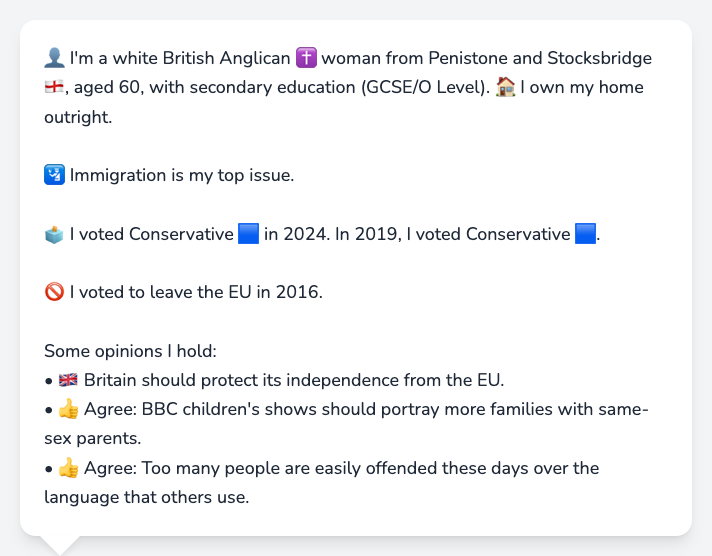 👤 I'm a white British Anglican ✝️ woman from Penistone and Stocksbridge
🏴󠁧󠁢󠁥󠁮󠁧󠁿, aged 60, with secondary education (GCSE/O Level). 🏠 I own my home
outright.
🛂 Immigration is my top issue.
🗳️ I voted Conservative 🟦 in 2024. In 2019, I voted Conservative 🟦.
🚫 I voted to leave the EU in 2016.
Some opinions I hold:
• 🇬🇧 Britain should protect its independence from the EU.
• 👍 Agree: BBC children's shows should portray more families with same-
sex parents.
• 👍 Agree: Too many people are easily offended these days over the
language that others use.